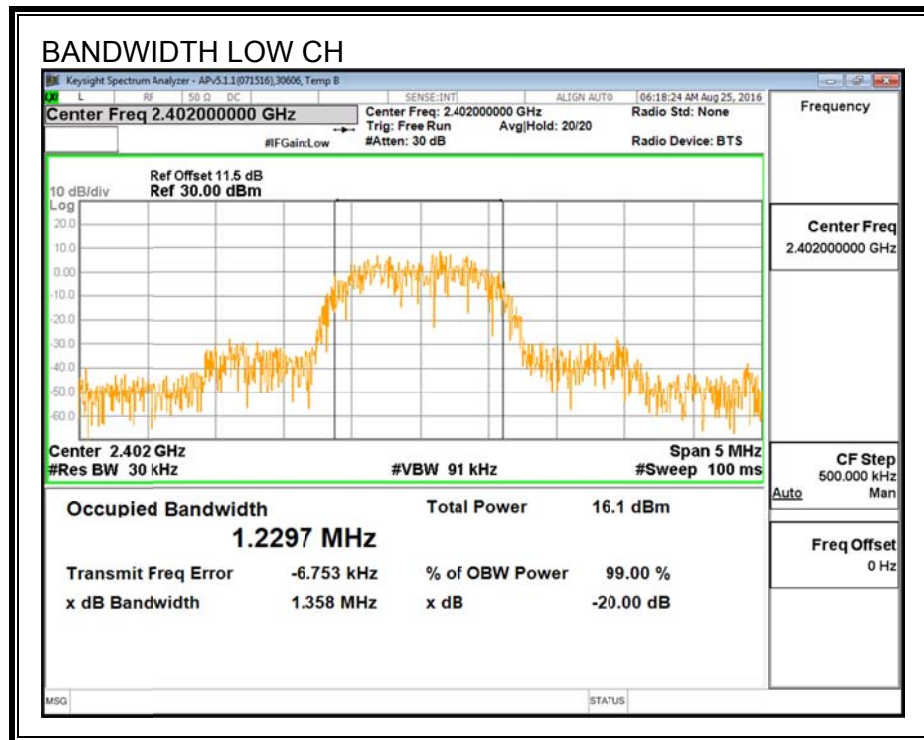 BANDWIDTH LOW CH
Keysight Spectrum Analyzer - APv5.1.1(071516),30606, Temp B
L RF 50 Ω DC SENSE:INT ALIGN AUTO 06:18:24 AM Aug 25, 2016
Center Freq 2.402000000 GHz
Center Freq: 2.402000000 GHz
Radio Std: None
Trig: Free Run Avg|Hold: 20/20
#IFGain:Low
#Atten: 30 dB
Radio Device: BTS
Frequency
Ref Offset 11.5 dB
10 dB/div Ref 30.00 dBm
Log
20.0
10.0
0.00
-10.0
-20.0
-30.0
-40.0
-50.0
-60.0
Center 2.402 GHz Span 5 MHz
#Res BW 30 kHz #VBW 91 kHz #Sweep 100 ms
Center Freq
2.402000000 GHz
CF Step
500.000 kHz
Auto Man
Freq Offset
0 Hz
Occupied Bandwidth Total Power 16.1 dBm
1.2297 MHz
Transmit Freq Error -6.753 kHz % of OBW Power 99.00 %
x dB Bandwidth 1.358 MHz x dB -20.00 dB
MSG STATUS